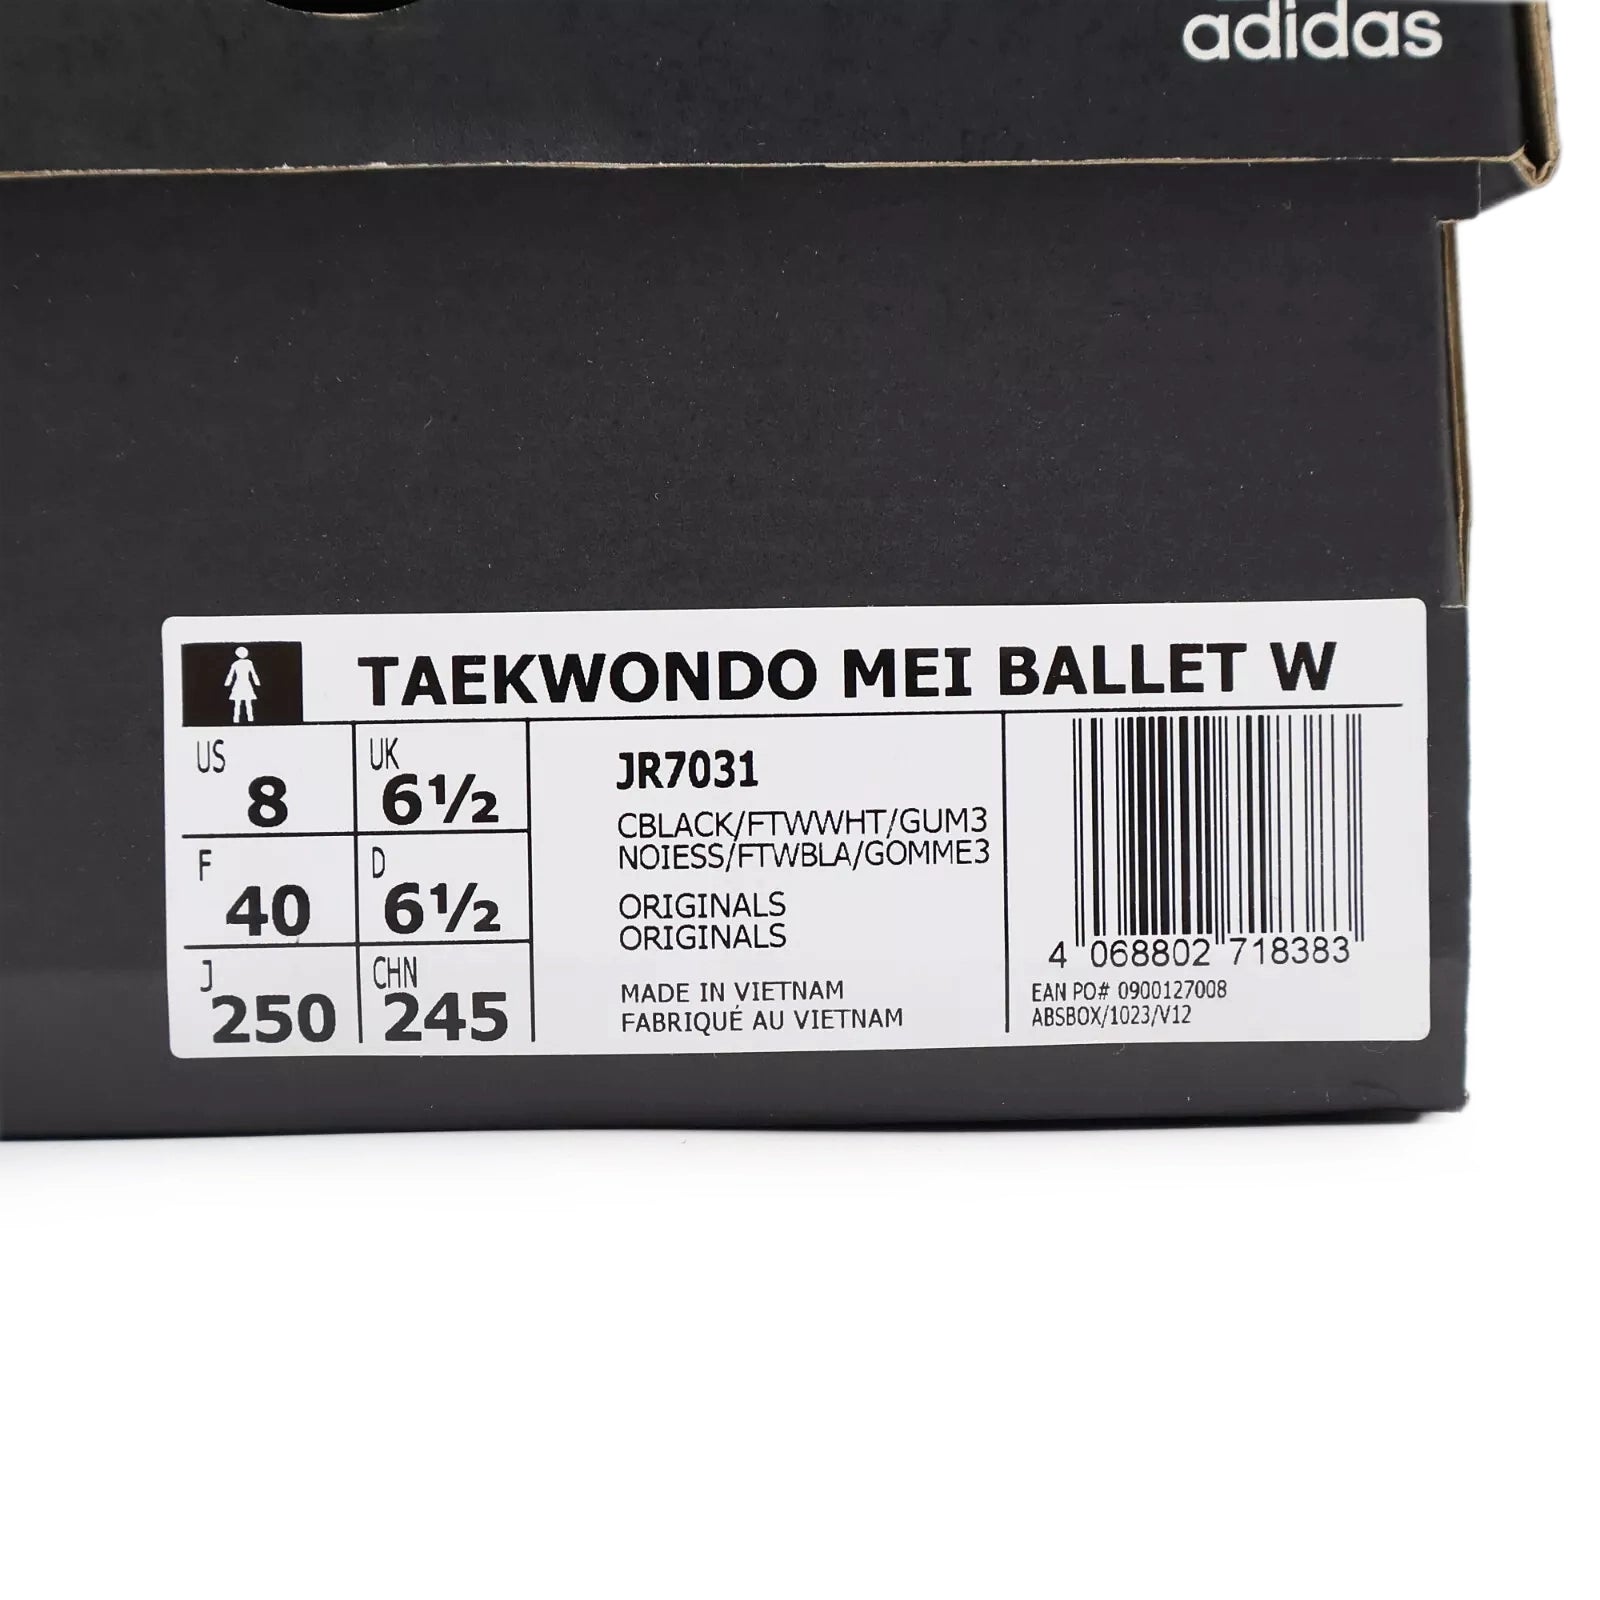 adidas
TAEKWONDO MEI BALLET W
US
8
UK
6½
F
40
D
6½
J
250
CHN
245
JR7031
CBLACK/FTWWHT/GUM3
NOIESS/FTWBLA/GOMME3
ORIGINALS
ORIGINALS
MADE IN VIETNAM
FABRIQUÉ AU VIETNAM
4 068802 718383
EAN PO# 0900127008
ABSBOX/1023/V12